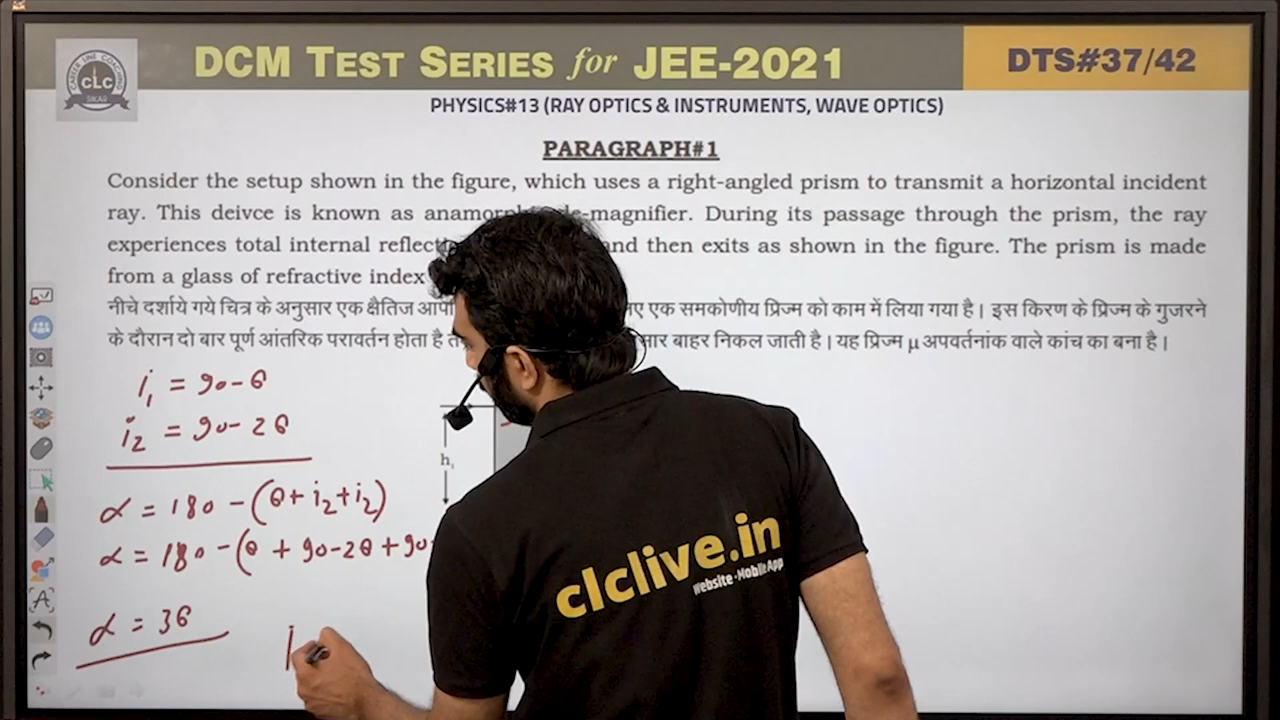 DCM TEST SERIES for JEE-2021
DTS#37/42
CAREER LINE COACHING
CLC
SIKAR
PHYSICS#13 (RAY OPTICS & INSTRUMENTS, WAVE OPTICS)
PARAGRAPH#1
Consider the setup shown in the figure, which uses a right-angled prism to transmit a horizontal incident
ray. This deivce is known as -magnifier. During its passage through the prism, the ray
experiences total internal and then exits as shown in the figure. The prism is made
from a glass of refractive index
नीचे दर्शाये गये चित्र के अनुसार एक क्षैतिज एक समकोणीय प्रिज्म को काम में लिया गया है। इस किरण के प्रिज्म के गुजरने
के दौरान दो बार पूर्ण आंतरिक परावर्तन होता है बाहर निकल जाती है। यह प्रिज्म μ अपवर्तनांक वाले कांच का बना है।
i₁ = 90-θ
i₂ = 90-2θ
α = 180 - (θ + i₂ + i₂)
α = 180 - (θ + 90-2θ + 90
α = 3θ
h₁
clclive.in
Website - Mobile App